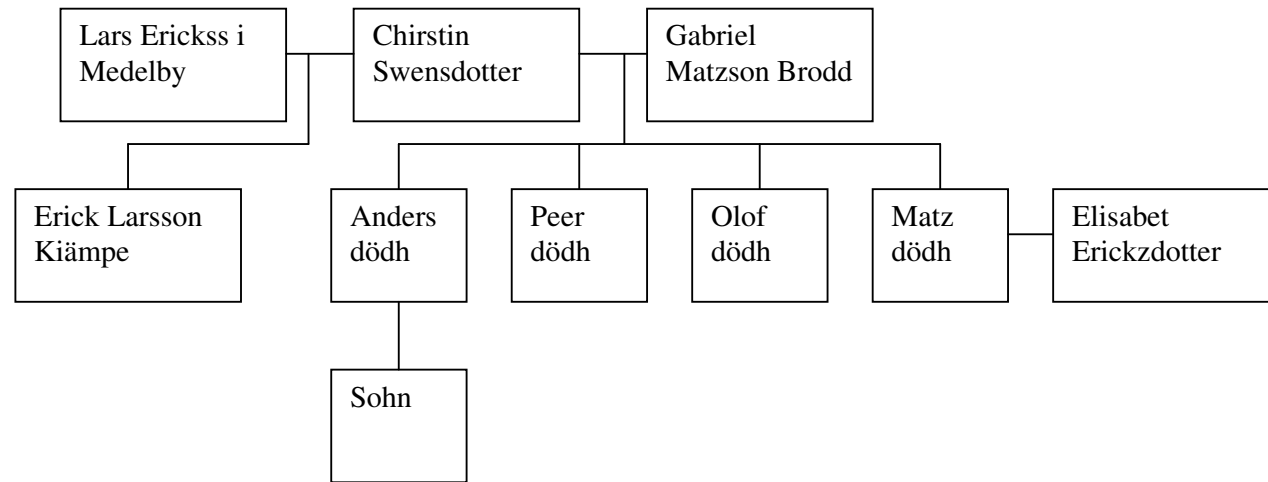 Lars Erickss i
Medelby
Chirstin
Swensdotter
Gabriel
Matzson Brodd
Erick Larsson
Kiämpe
Anders
dödh
Peer
dödh
Olof
dödh
Matz
dödh
Elisabet
Erickzdotter
Sohn